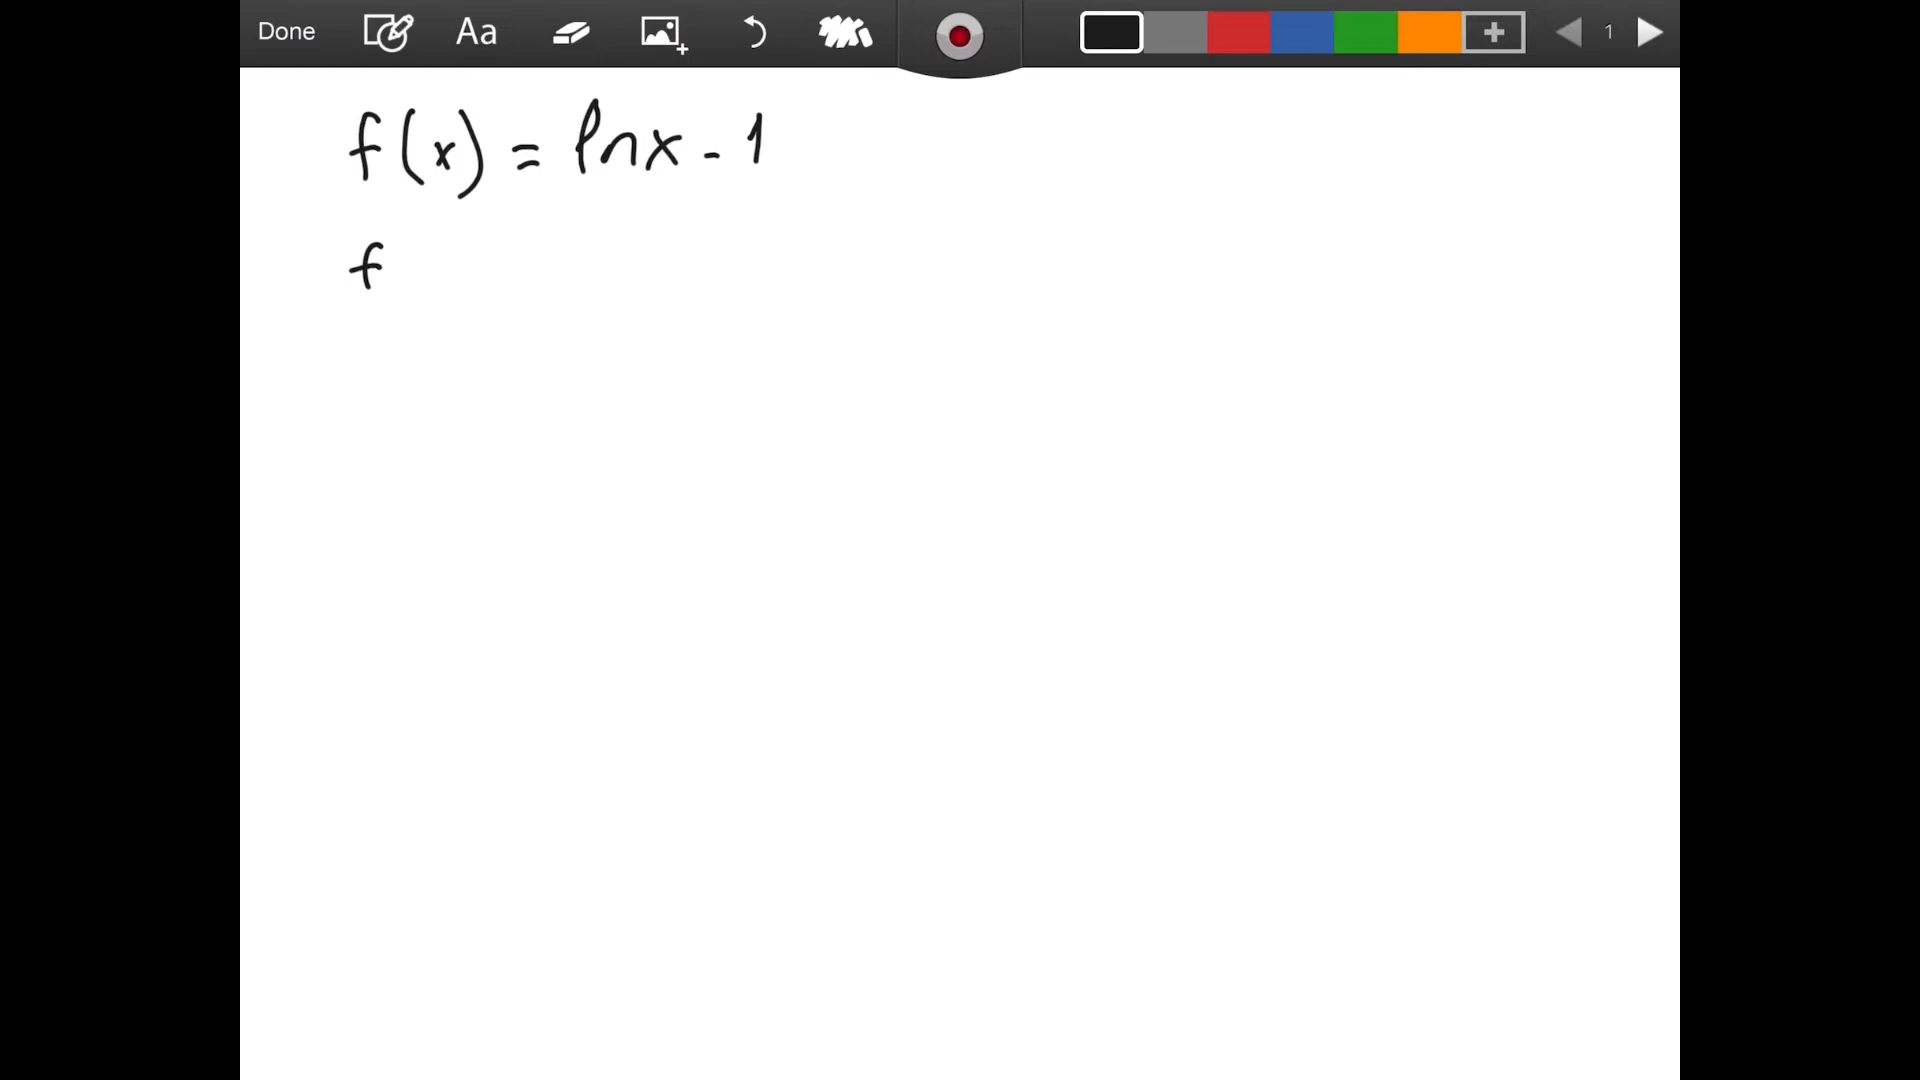 Done Aa 1
f(x) = lnx - 1
f